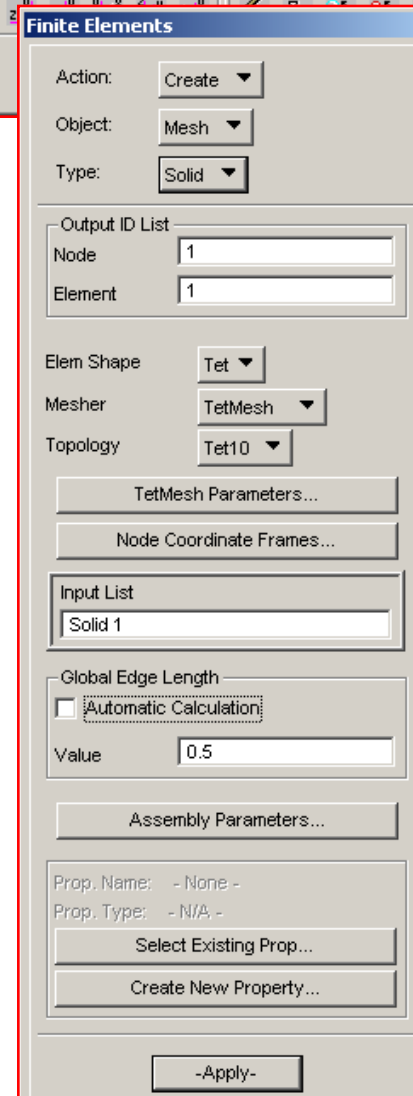 Finite Elements
Action: Create
Object: Mesh
Type: Solid
Output ID List
Node 1
Element 1
Elem Shape Tet
Mesher TetMesh
Topology Tet10
TetMesh Parameters...
Node Coordinate Frames...
Input List
Solid 1
Global Edge Length
Automatic Calculation
Value 0.5
Assembly Parameters...
Prop. Name: - None -
Prop. Type: - N/A -
Select Existing Prop...
Create New Property...
-Apply-